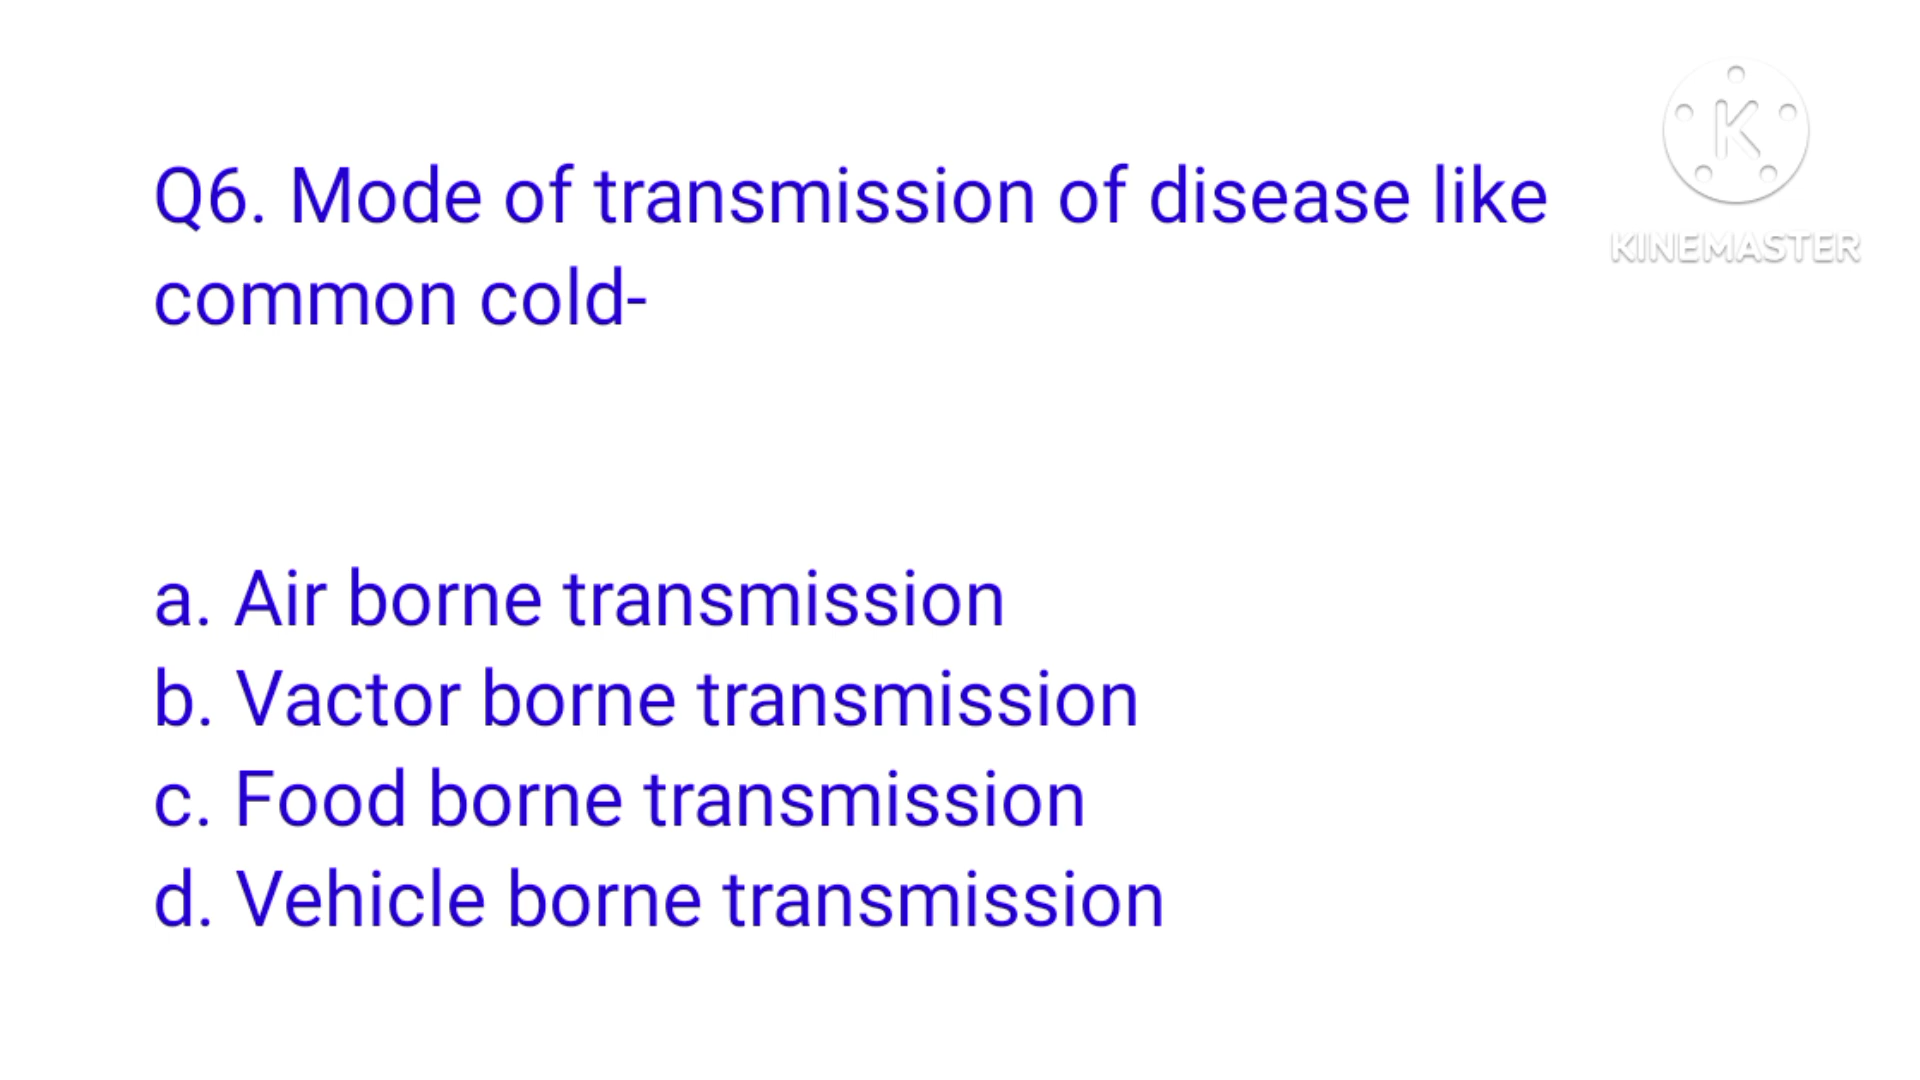 Q6. Mode of transmission of disease like
common cold-
a. Air borne transmission
b. Vactor borne transmission
c. Food borne transmission
d. Vehicle borne transmission
K
KINEMASTER